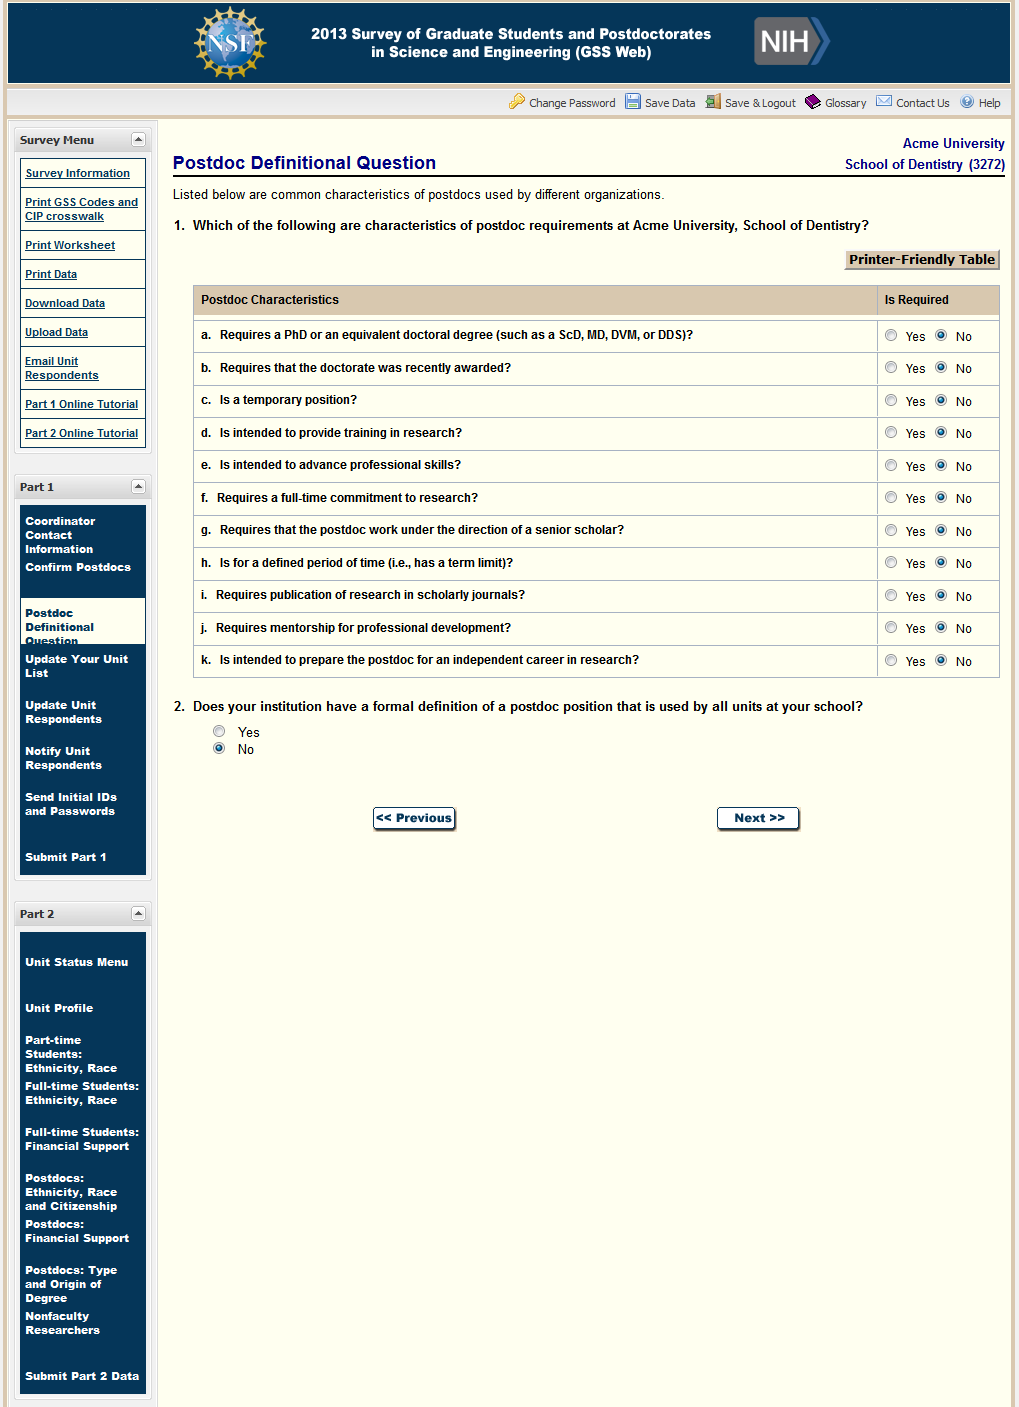 NSF
2013 Survey of Graduate Students and Postdoctorates
in Science and Engineering (GSS Web)
NIH
Change Password Save Data Save & Logout Glossary Contact Us Help
Survey Menu
Survey Information
Print GSS Codes and
CIP crosswalk
Print Worksheet
Print Data
Download Data
Upload Data
Email Unit
Respondents
Part 1 Online Tutorial
Part 2 Online Tutorial
Part 1
Coordinator
Contact
Information
Confirm Postdocs
Postdoc
Definitional
Question
Update Your Unit
List
Update Unit
Respondents
Notify Unit
Respondents
Send Initial IDs
and Passwords
Submit Part 1
Part 2
Unit Status Menu
Unit Profile
Part-time
Students:
Ethnicity, Race
Full-time Students:
Ethnicity, Race
Full-time Students:
Financial Support
Postdocs:
Ethnicity, Race
and Citizenship
Postdocs:
Financial Support
Postdocs: Type
and Origin of
Degree
Nonfaculty
Researchers
Submit Part 2 Data
Acme University
Postdoc Definitional Question School of Dentistry (3272)
Listed below are common characteristics of postdocs used by different organizations.
1. Which of the following are characteristics of postdoc requirements at Acme University, School of Dentistry?
Printer-Friendly Table
Postdoc Characteristics Is Required
a. Requires a PhD or an equivalent doctoral degree (such as a ScD, MD, DVM, or DDS)? Yes No
b. Requires that the doctorate was recently awarded? Yes No
c. Is a temporary position? Yes No
d. Is intended to provide training in research? Yes No
e. Is intended to advance professional skills? Yes No
f. Requires a full-time commitment to research? Yes No
g. Requires that the postdoc work under the direction of a senior scholar? Yes No
h. Is for a defined period of time (i.e., has a term limit)? Yes No
i. Requires publication of research in scholarly journals? Yes No
j. Requires mentorship for professional development? Yes No
k. Is intended to prepare the postdoc for an independent career in research? Yes No
2. Does your institution have a formal definition of a postdoc position that is used by all units at your school?
Yes
No
<< Previous Next >>